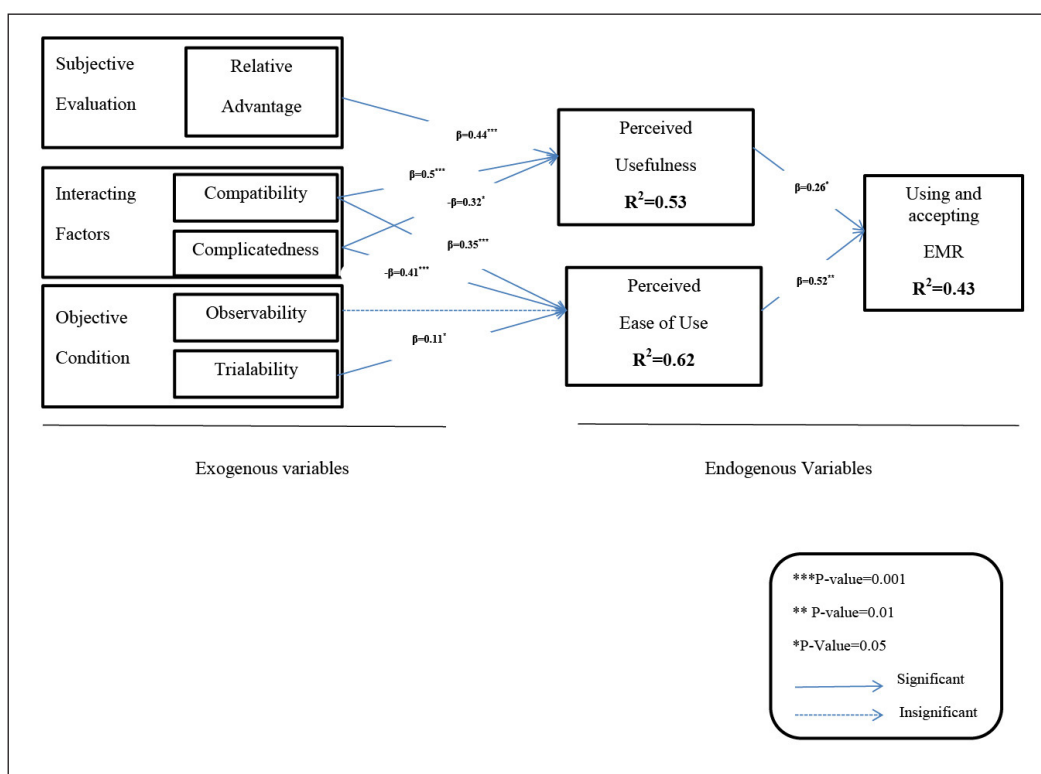 Subjective
Evaluation
Relative
Advantage
Interacting
Factors
Compatibility
Complicatedness
Objective
Condition
Observability
Trialability
β=0.44***
β=0.5***
-β=0.32*
β=0.35***
-β=0.41***
β=0.11*
Perceived
Usefulness
R²=0.53
Perceived
Ease of Use
R²=0.62
β=0.26*
β=0.52**
Using and
accepting
EMR
R²=0.43
Exogenous variables
Endogenous Variables
***P-value=0.001
** P-value=0.01
*P-Value=0.05
Significant
Insignificant